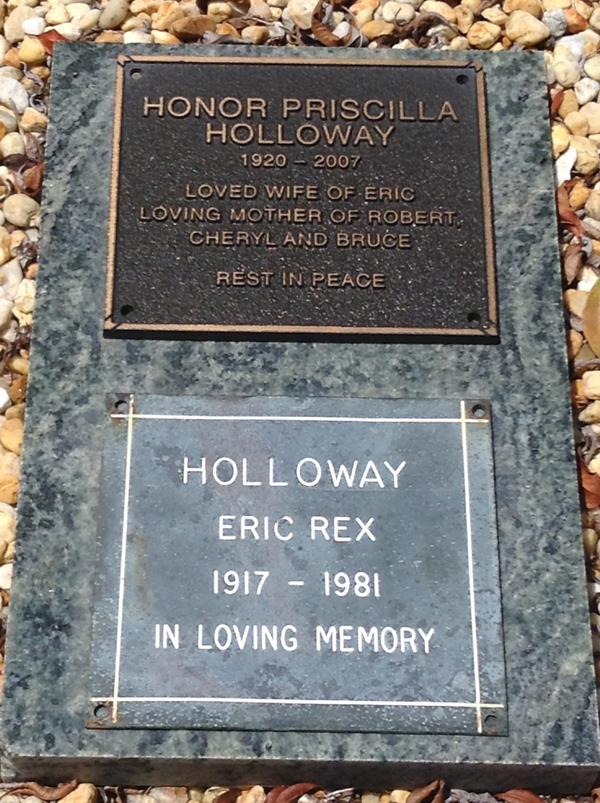 HONOR PRISCILLA
HOLLOWAY
1920 – 2007
LOVED WIFE OF ERIC
LOVING MOTHER OF ROBERT,
CHERYL AND BRUCE
REST IN PEACE
HOLLOWAY
ERIC REX
1917 – 1981
IN LOVING MEMORY